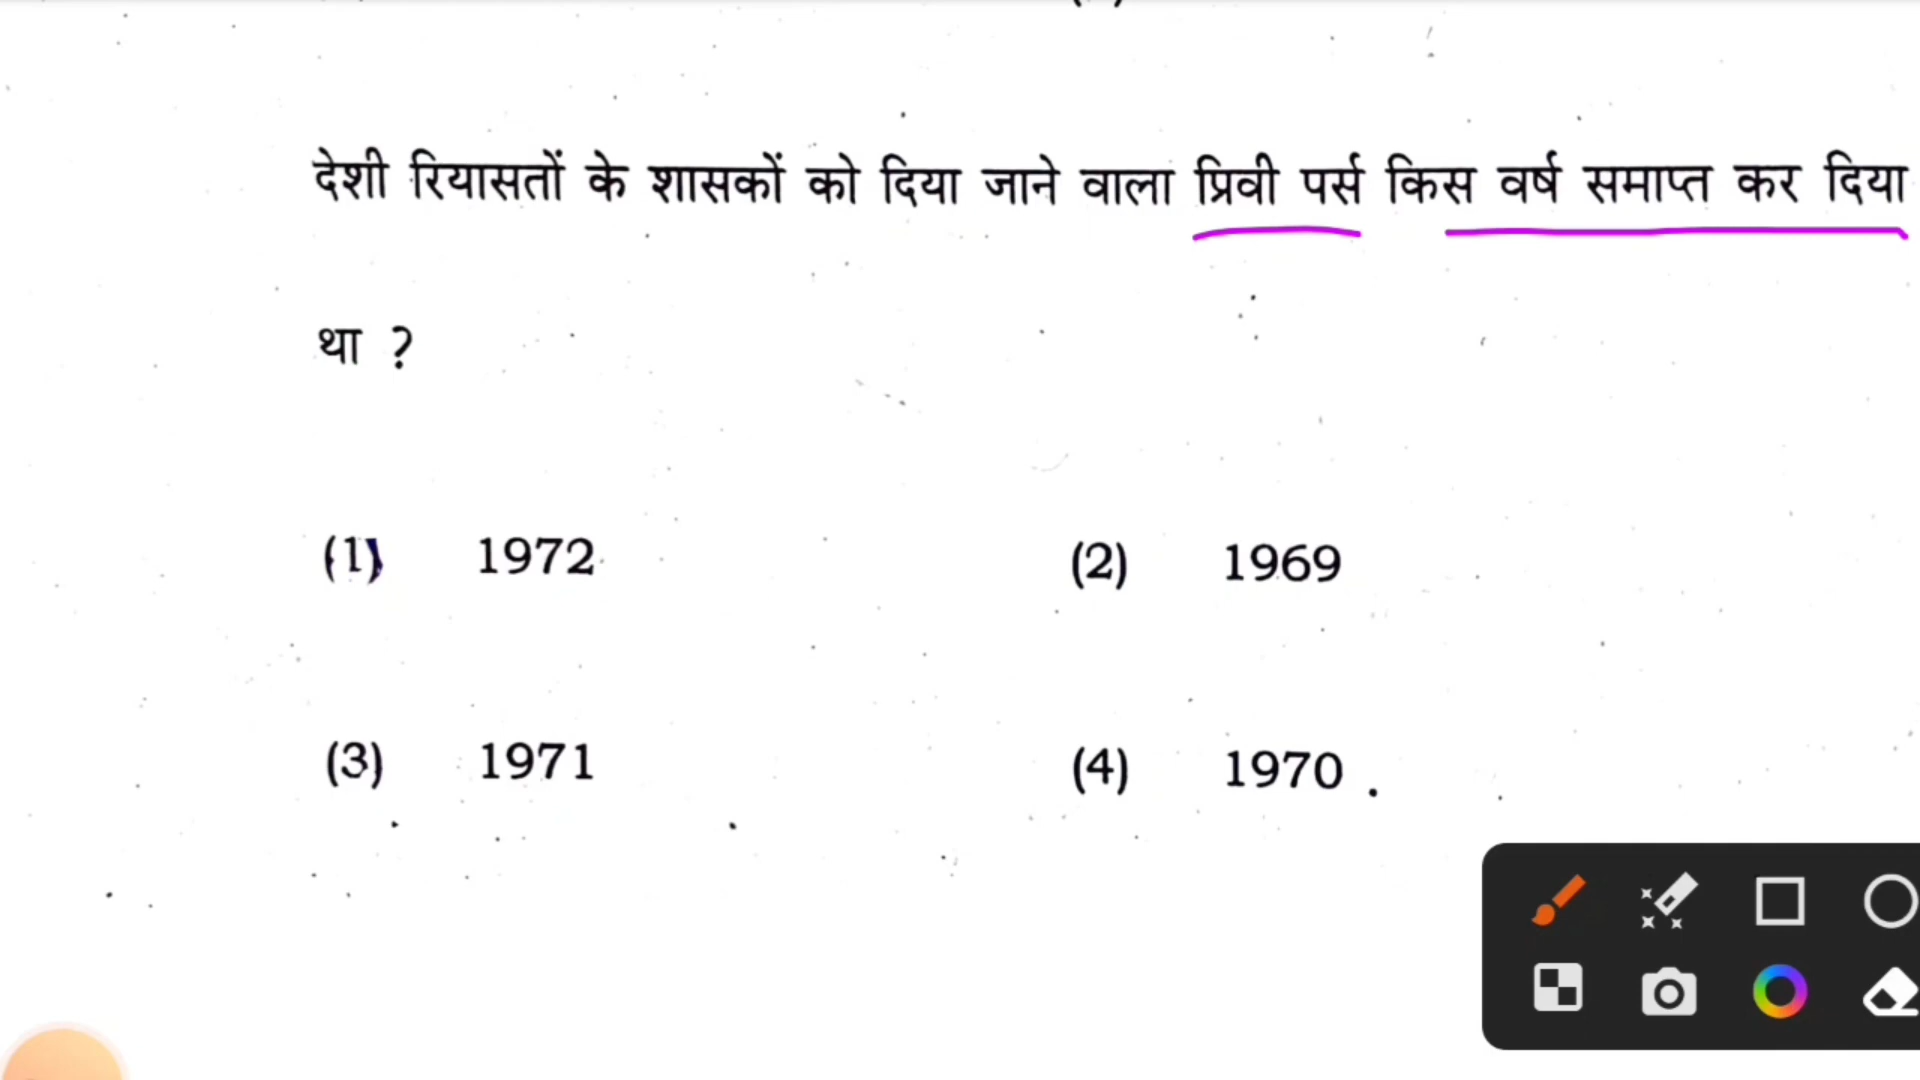 देशी रियासतों के शासकों को दिया जाने वाला प्रिवी पर्स किस वर्ष समाप्त कर दिया
था ?
(1) 1972 (2) 1969
(3) 1971 (4) 1970